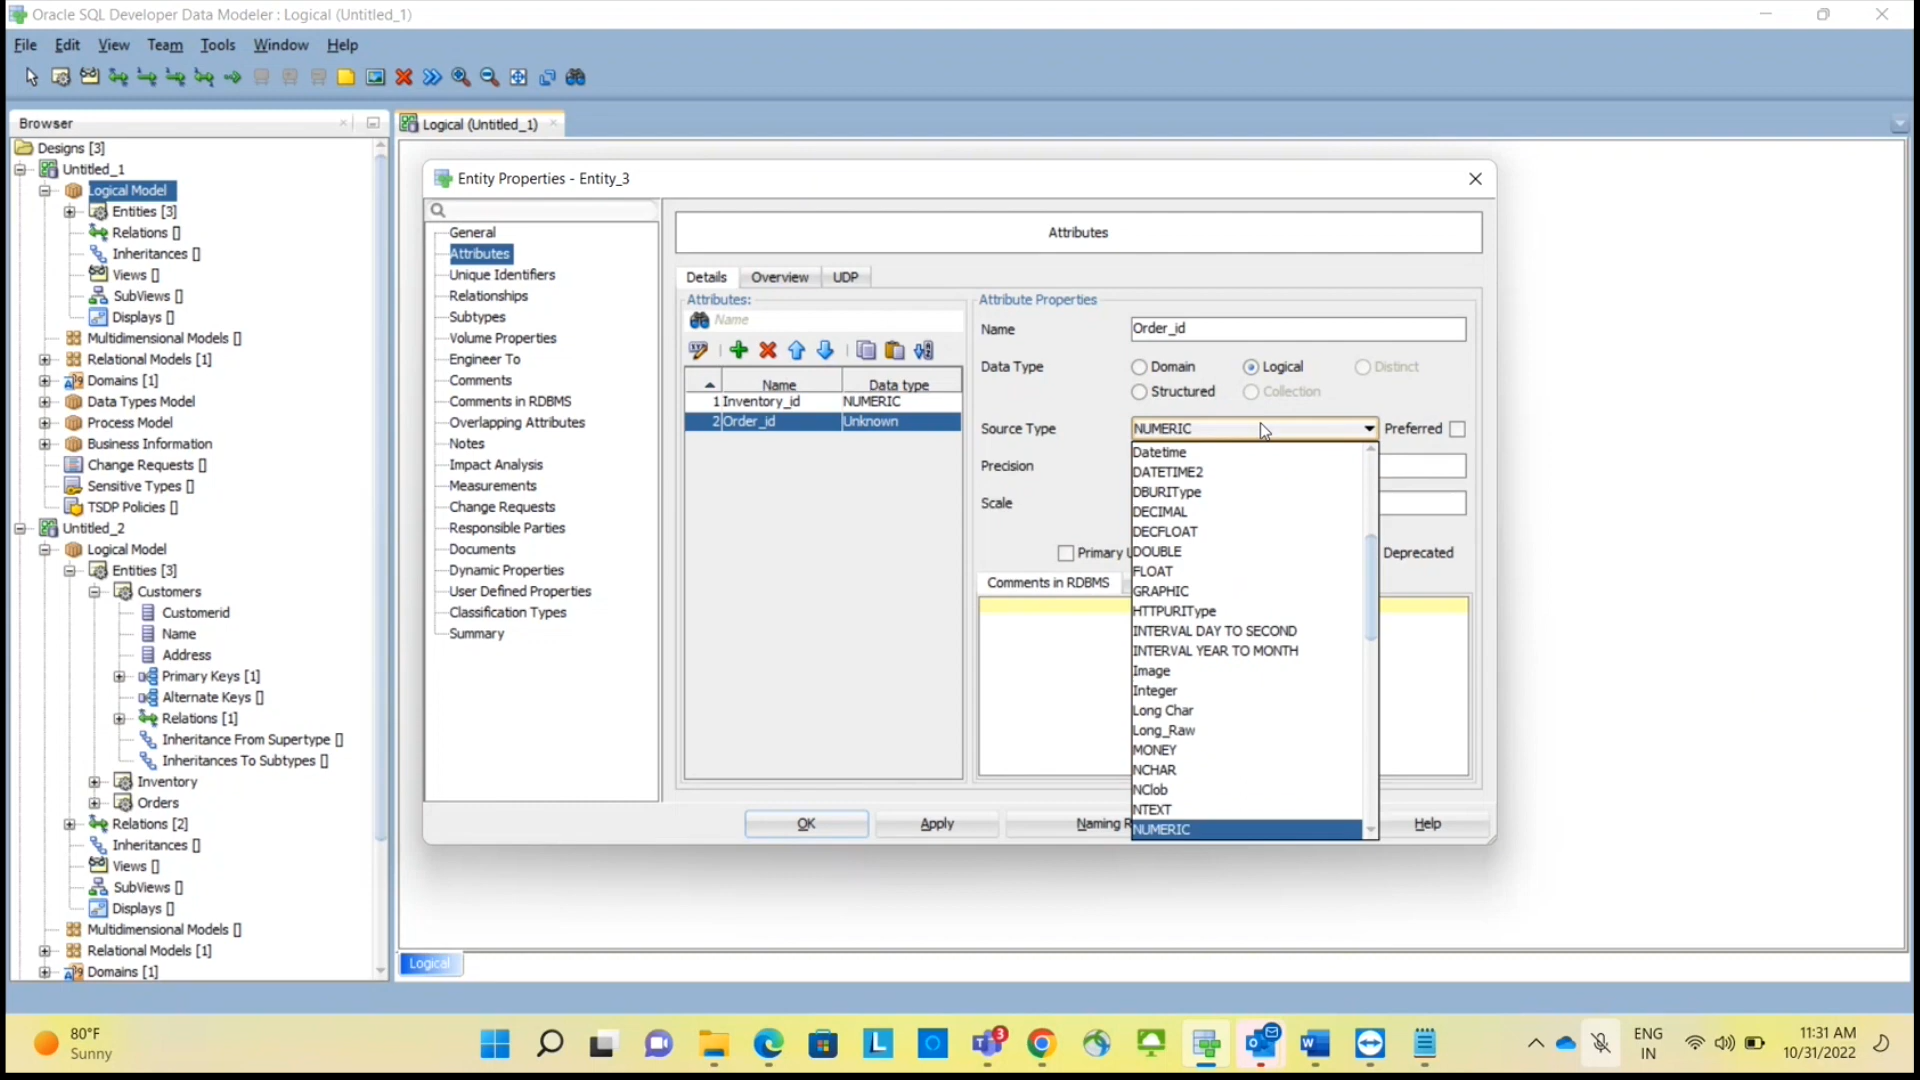 Oracle SQL Developer Data Modeler : Logical (Untitled_1)
File Edit View Team Tools Window Help
Browser
Logical (Untitled_1)
Designs [3]
Untitled_1
Logical Model
Entities [3]
Relations []
Inheritances []
Views []
SubViews []
Displays []
Multidimensional Models []
Relational Models [1]
Domains [1]
Data Types Model
Process Model
Business Information
Change Requests []
Sensitive Types []
TSDP Policies []
Untitled_2
Logical Model
Entities [3]
Customers
Customerid
Name
Address
Primary Keys [1]
Alternate Keys []
Relations [1]
Inheritance From Supertype []
Inheritances To Subtypes []
Inventory
Orders
Relations [2]
Inheritances []
Views []
SubViews []
Displays []
Multidimensional Models []
Relational Models [1]
Domains [1]
Entity Properties - Entity_3
General
Attributes
Unique Identifiers
Relationships
Subtypes
Volume Properties
Engineer To
Comments
Comments in RDBMS
Overlapping Attributes
Notes
Impact Analysis
Measurements
Change Requests
Responsible Parties
Documents
Dynamic Properties
User Defined Properties
Classification Types
Summary
Attributes
Details Overview UDP
Attributes:
Name
Name Data type
1 Inventory_id NUMERIC
2 Order_id Unknown
Attribute Properties
Name Order_id
Data Type Domain Logical Distinct
Structured Collection
Source Type NUMERIC Preferred
Precision
Scale
Primary U
Deprecated
Comments in RDBMS
Datetime
DATETIME2
DBURIType
DECIMAL
DECFLOAT
DOUBLE
FLOAT
GRAPHIC
HTTPURIType
INTERVAL DAY TO SECOND
INTERVAL YEAR TO MONTH
Image
Integer
Long Char
Long_Raw
MONEY
NCHAR
NClob
NTEXT
NUMERIC
OK Apply Naming R Help
Logical
80°F
Sunny
3
ENG
IN
11:31 AM
10/31/2022